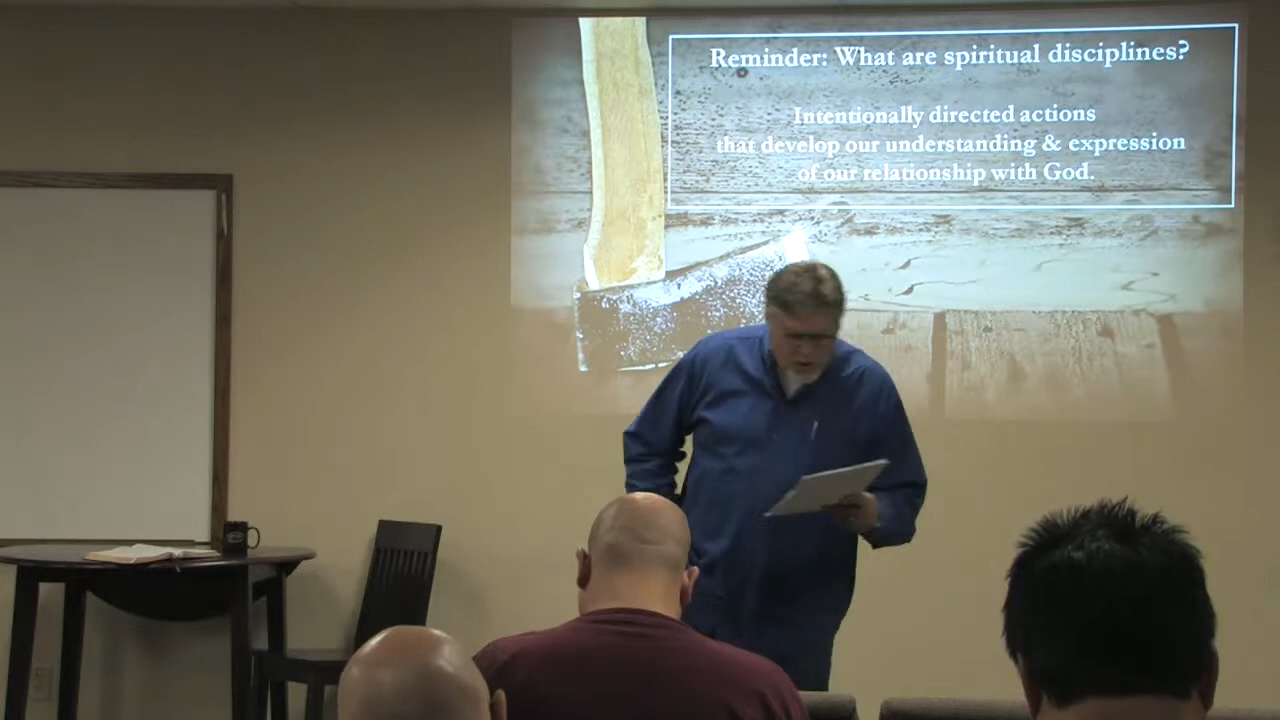 Reminder: What are spiritual disciplines?
Intentionally directed actions
that develop our understanding & expression
of our relationship with God.